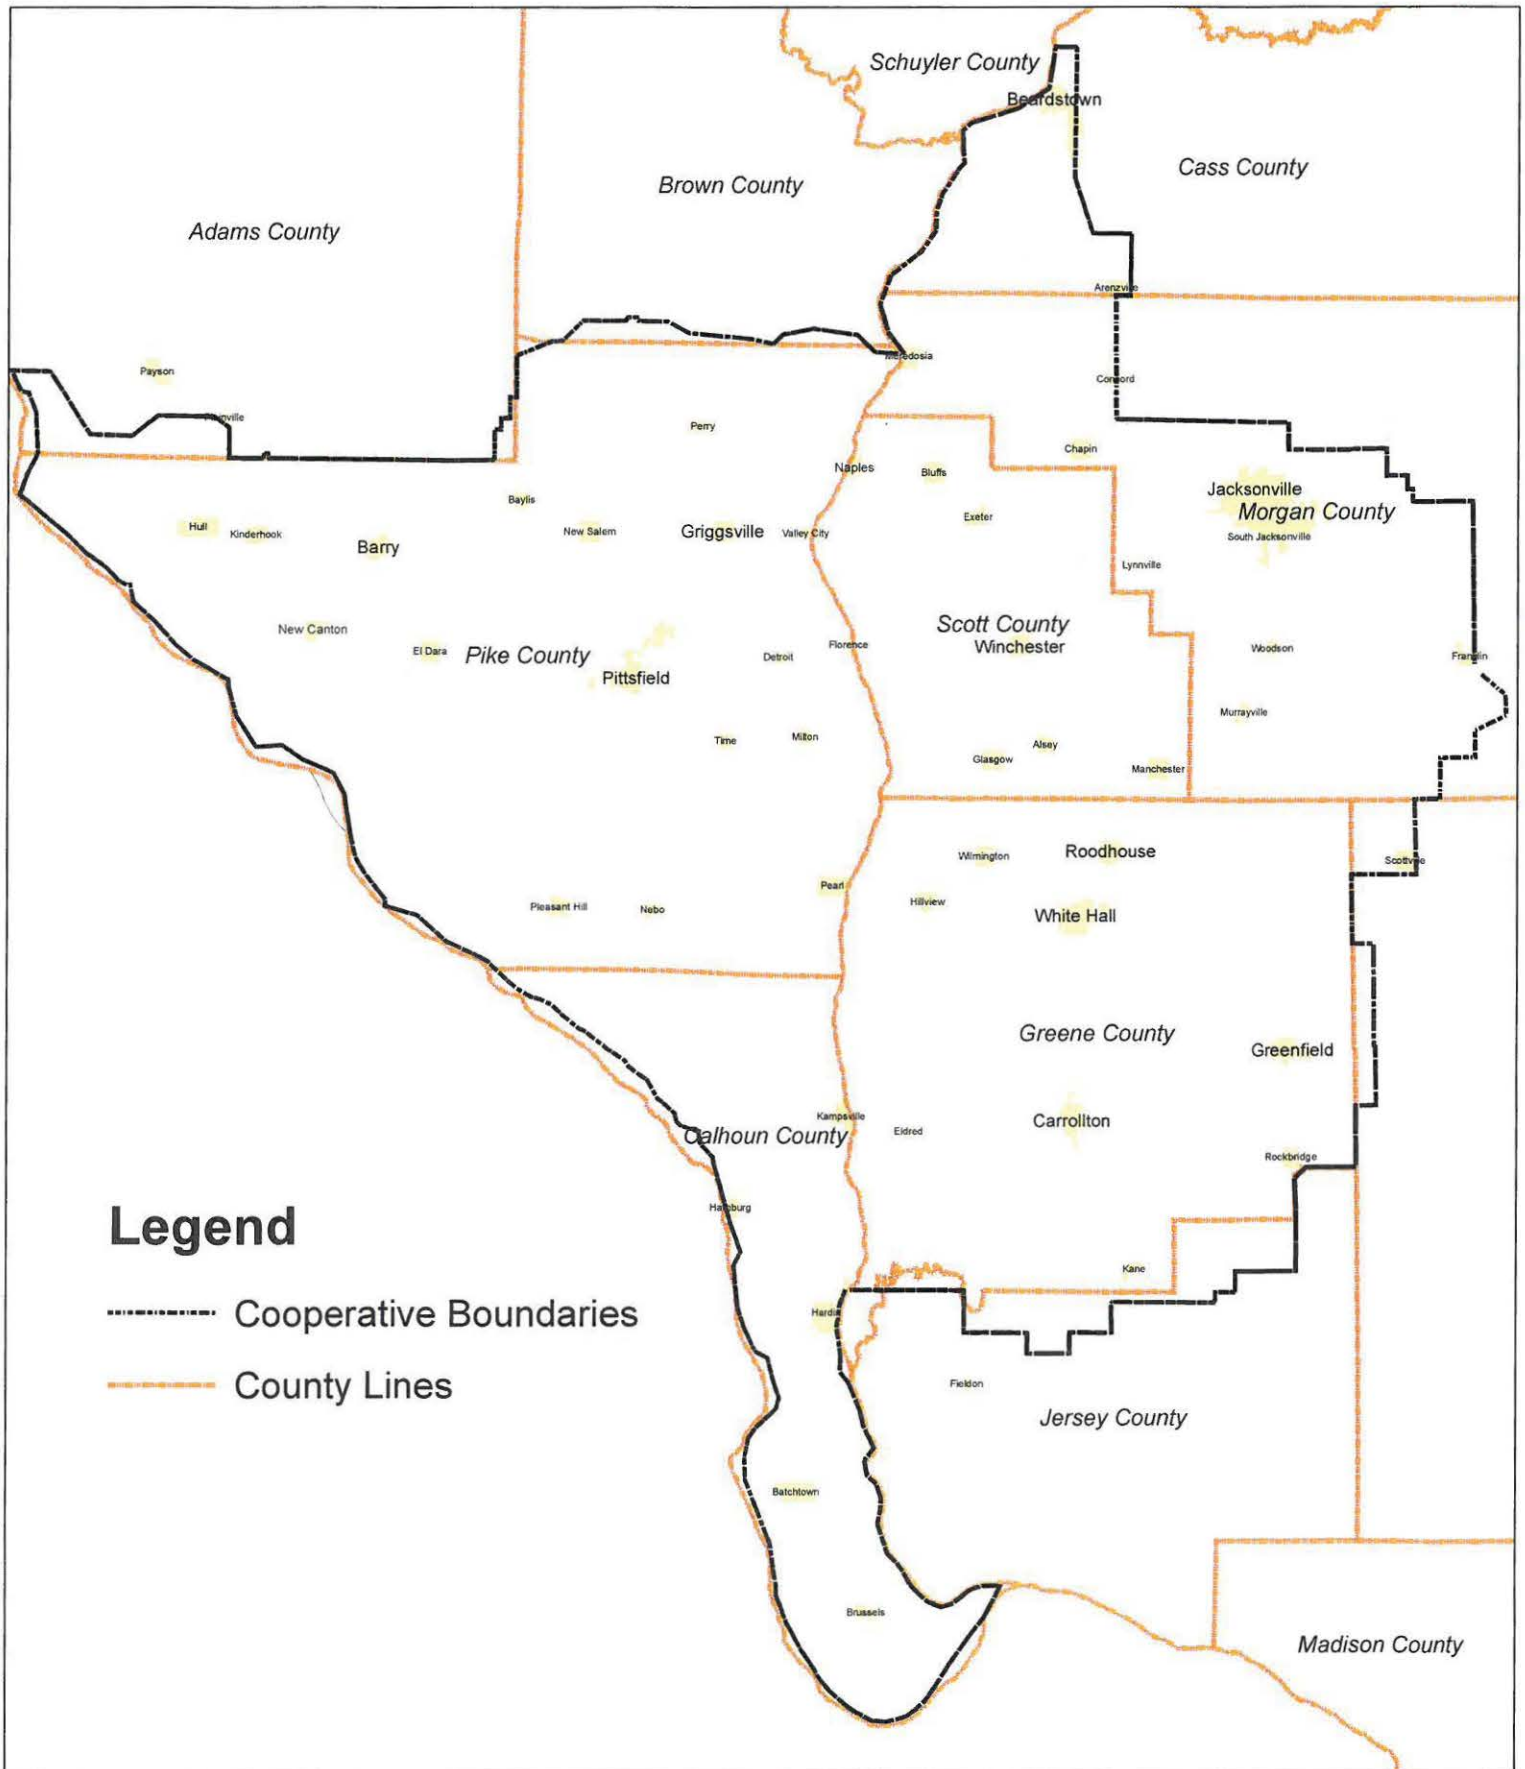 Schuyler County
Beardstown
Cass County
Brown County
Adams County
Arenzville
Meredosia
Payson
Concord
Plainville
Perry
Chapin
Naples
Bluffs
Jacksonville
Baylis
Morgan County
Exeter
Hull
Kinderhook
New Salem
Griggsville
Valley City
South Jacksonville
Barry
Lynnville
New Canton
Scott County
El Dara
Pike County
Detroit
Florence
Winchester
Woodson
Franklin
Pittsfield
Murrayville
Time
Milton
Alsey
Glasgow
Manchester
Wilmington
Roodhouse
Scottville
Pearl
Pleasant Hill
Nebo
Hillview
White Hall
Greene County
Greenfield
Kampsville
Calhoun County
Eldred
Carrollton
Rockbridge
Hamburg
Legend
Kane
Cooperative Boundaries
Hardin
County Lines
Fieldon
Jersey County
Batchtown
Brussels
Madison County